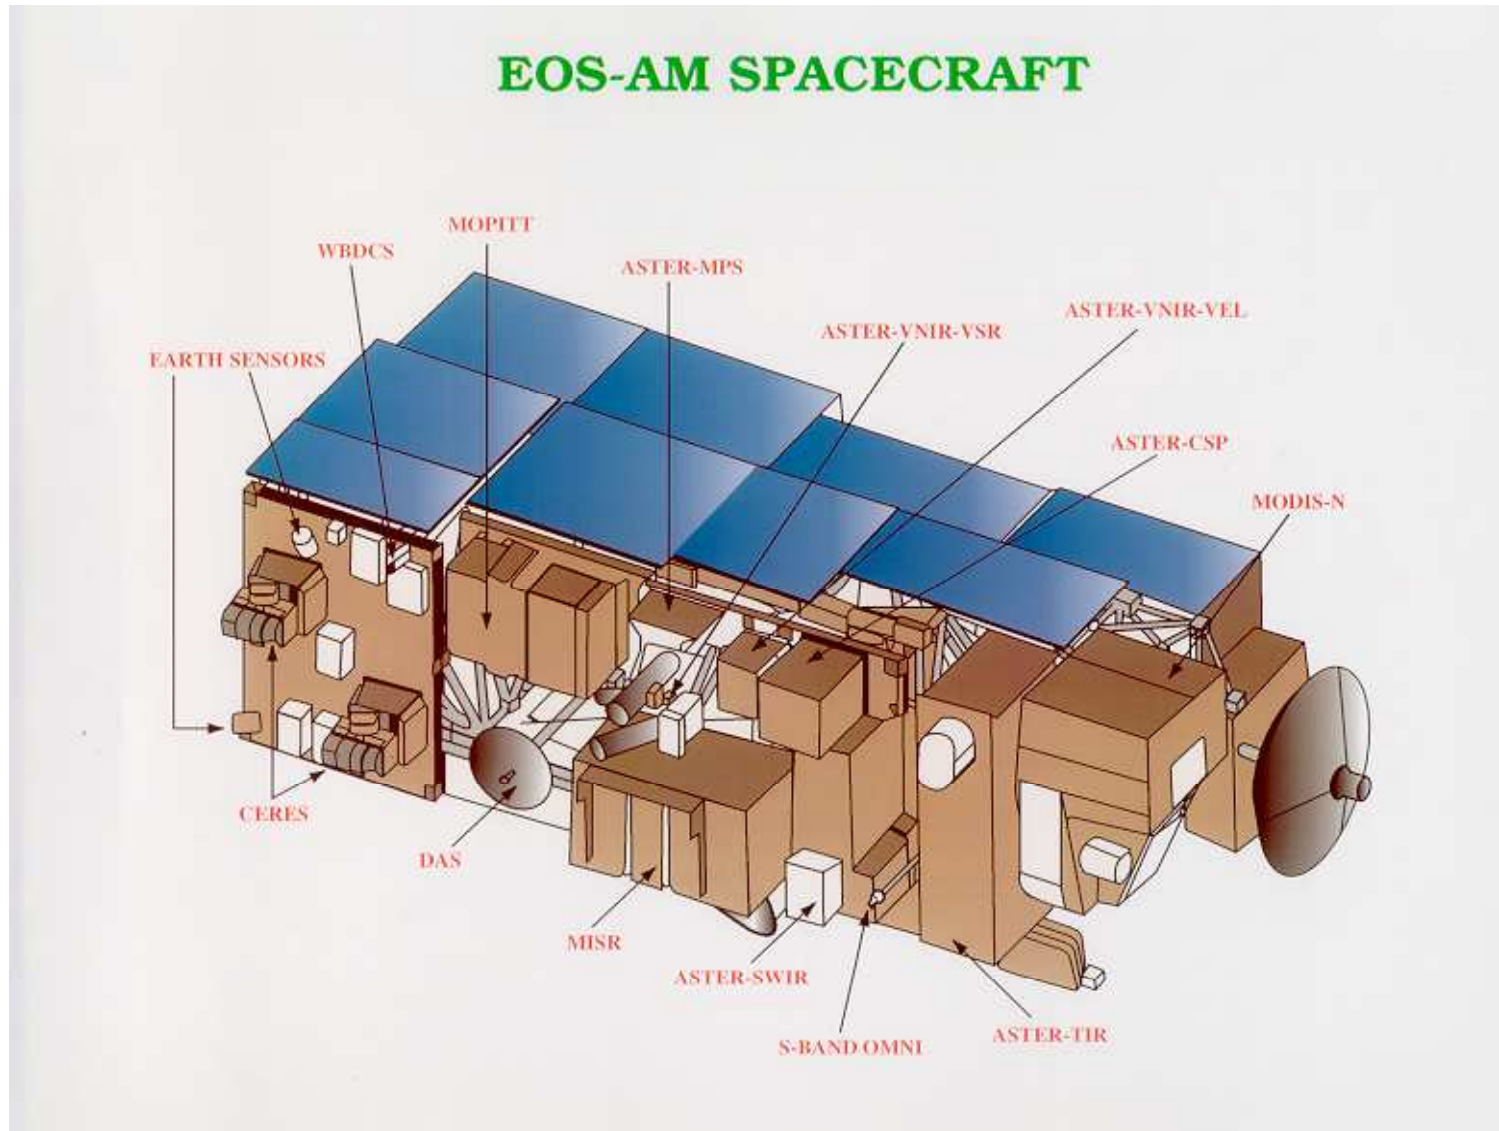 EOS-AM SPACECRAFT
MOPITT
WBDCS
ASTER-MPS
ASTER-VNIR-VEL
ASTER-VNIR-VSR
EARTH SENSORS
ASTER-CSP
MODIS-N
CERES
DAS
MISR
ASTER-SWIR
ASTER-TIR
S-BAND OMNI